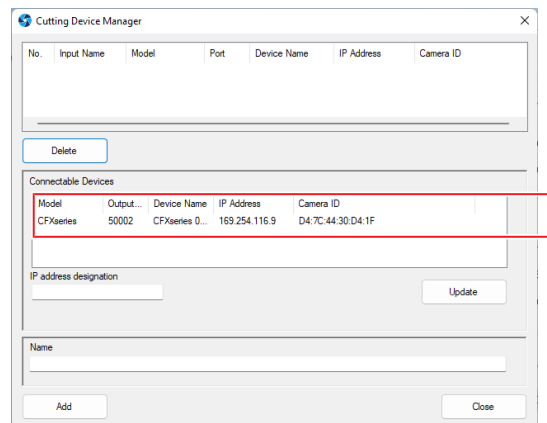 Cutting Device Manager
No. Input Name Model Port Device Name IP Address Camera ID
Delete
Connectable Devices
Model Output... Device Name IP Address Camera ID
CFXseries 50002 CFXseries 0... 169.254.116.9 D4:7C:44:30:D4:1F
IP address designation
Update
Name
Add Close